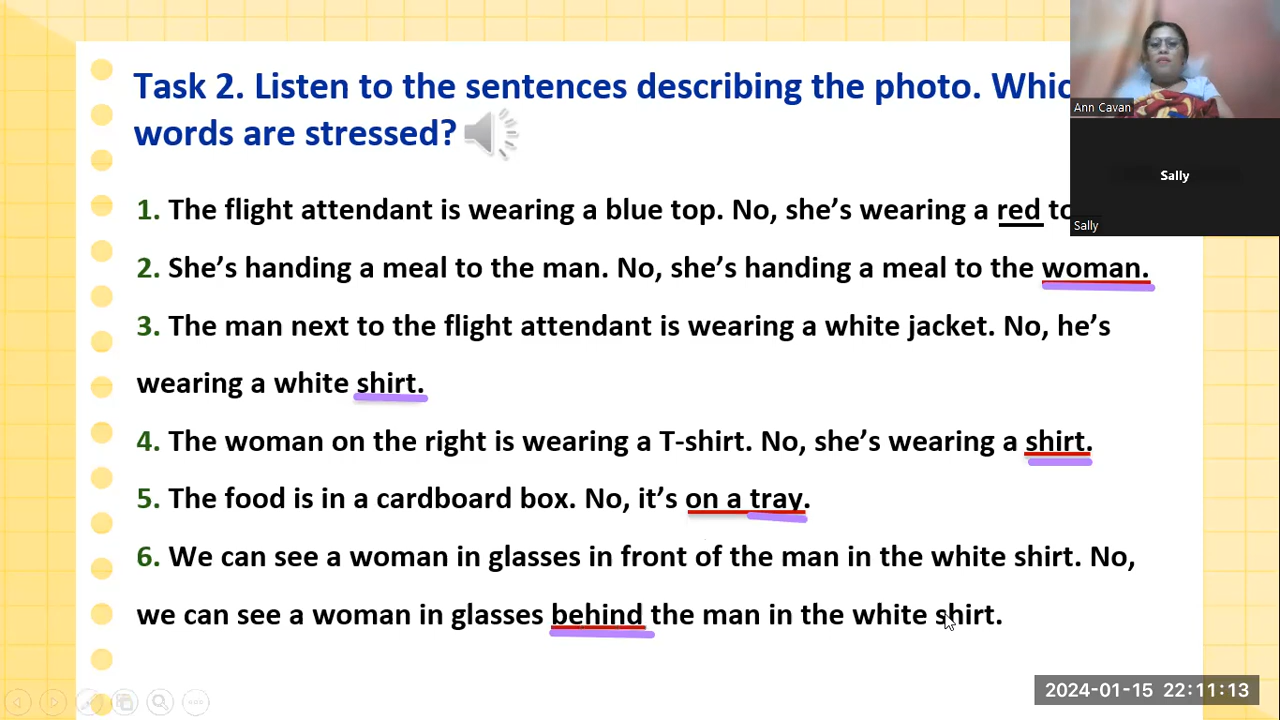 Task 2. Listen to the sentences describing the photo.
words are stressed?
1. The flight attendant is wearing a blue top. No, she's wearing a red
2. She's handing a meal to the man. No, she's handing a meal to the woman.
3. The man next to the flight attendant is wearing a white jacket. No, he's
wearing a white shirt.
4. The woman on the right is wearing a T-shirt. No, she's wearing a shirt.
5. The food is in a cardboard box. No, it's on a tray.
6. We can see a woman in glasses in front of the man in the white shirt. No,
we can see a woman in glasses behind the man in the white shirt.
Ann Cavan
Sally
Sally
2024-01-15 22:11:13